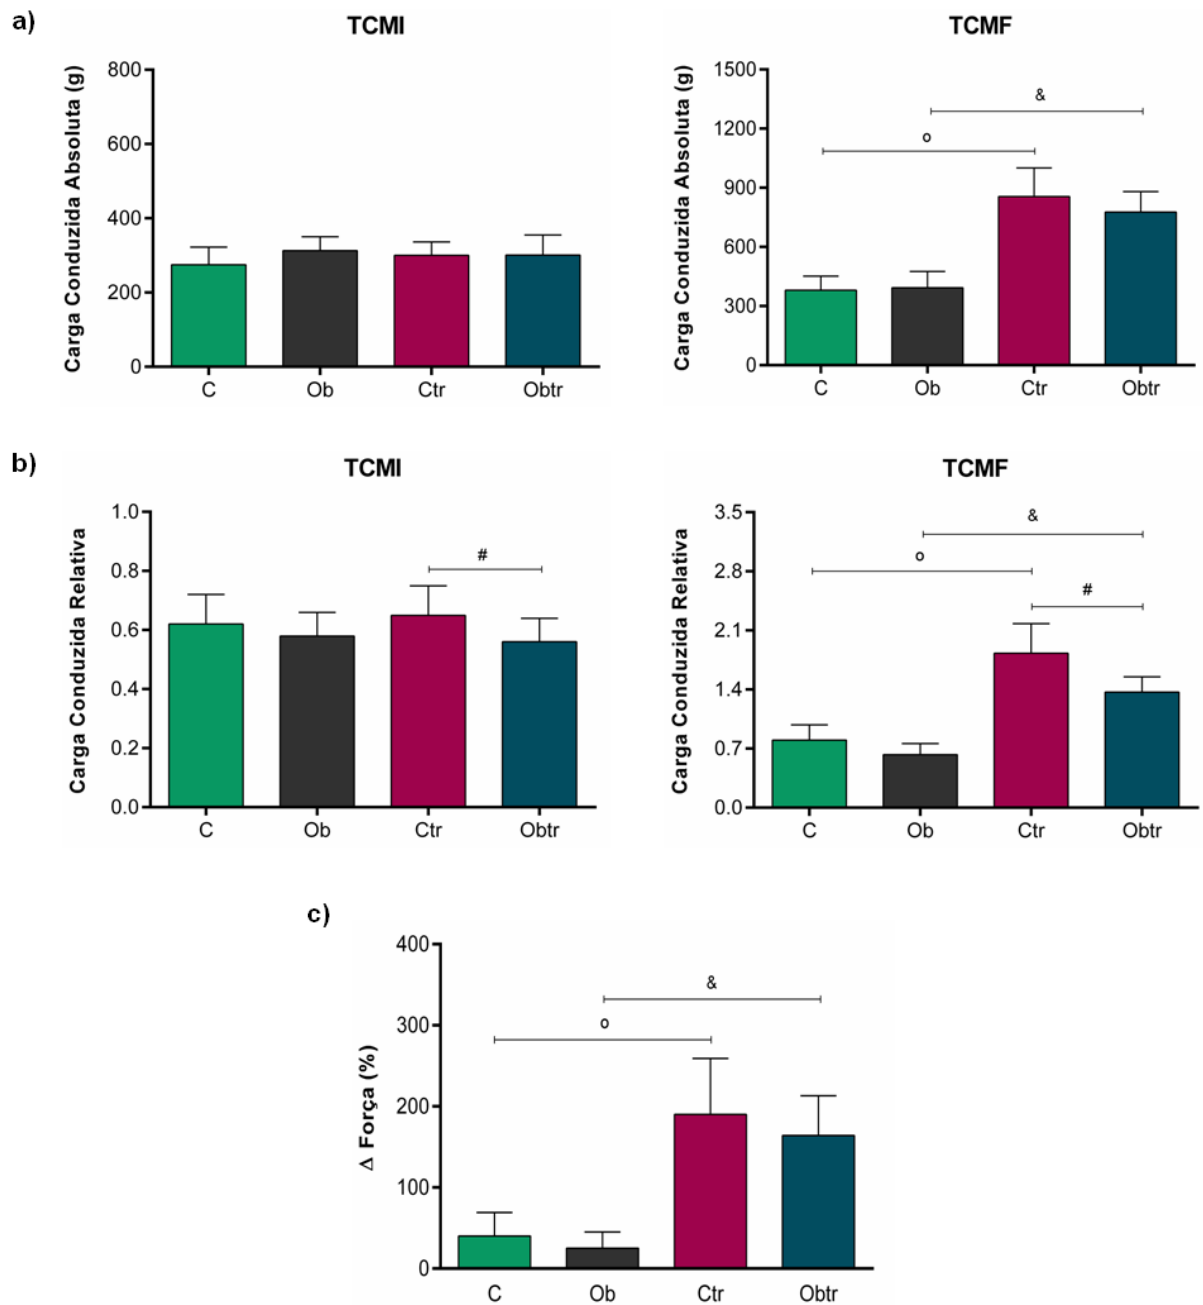 a)
TCMI
Carga Conduzida Absoluta (g)
800
600
400
200
0
C Ob Ctr Obtr
TCMF
Carga Conduzida Absoluta (g)
1500
1200
900
600
300
0
&
o
C Ob Ctr Obtr
b)
TCMI
Carga Conduzida Relativa
1.0
0.8
0.6
0.4
0.2
0.0
#
C Ob Ctr Obtr
TCMF
Carga Conduzida Relativa
3.5
2.8
2.1
1.4
0.7
0.0
&
o
#
C Ob Ctr Obtr
c)
Δ Força (%)
400
300
200
100
0
&
o
C Ob Ctr Obtr